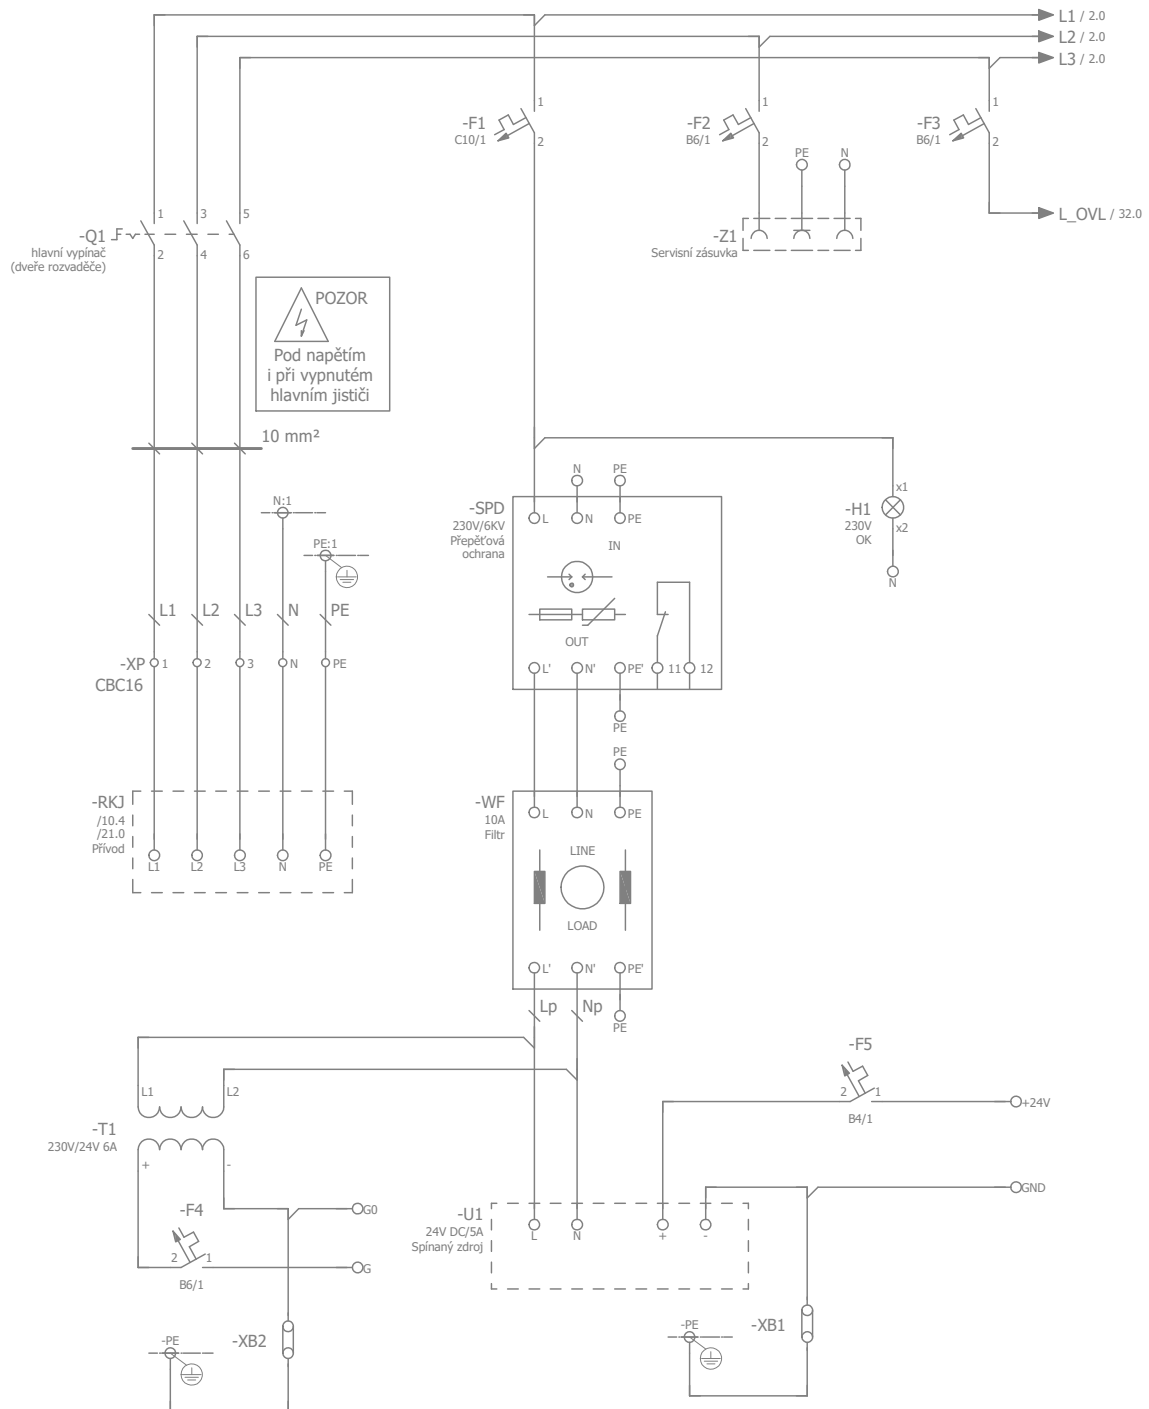 L1 / 2.0
L2 / 2.0
L3 / 2.0
-F1
C10/1
1
2
-F2
B6/1
1
2
-F3
B6/1
1
2
PE
N
L_OVL / 32.0
-Z1
Servisní zásuvka
-Q1
hlavní vypínač
(dveře rozvaděče)
1
3
5
2
4
6
POZOR
Pod napětím
i při vypnutém
hlavním jističi
10 mm²
N:1
PE:1
L1
L2
L3
N
PE
-XP
CBC16
1
2
3
N
PE
-RKJ
/10.4
/21.0
Přívod
L1
L2
L3
N
PE
N
PE
-SPD
230V/6KV
Přepěťová
ochrana
L
N
PE
IN
OUT
L'
N'
PE'
11
12
PE
-H1
230V
OK
x1
x2
N
PE
-WF
10A
Filtr
L
N
PE
LINE
LOAD
L'
N'
PE'
Lp
Np
PE
L1
L2
-T1
230V/24V 6A
+
-
-F4
2
1
B6/1
G0
G
-F5
2
1
B4/1
+24V
GND
-U1
24V DC/5A
Spínaný zdroj
L
N
+
-
-PE
-XB2
-PE
-XB1